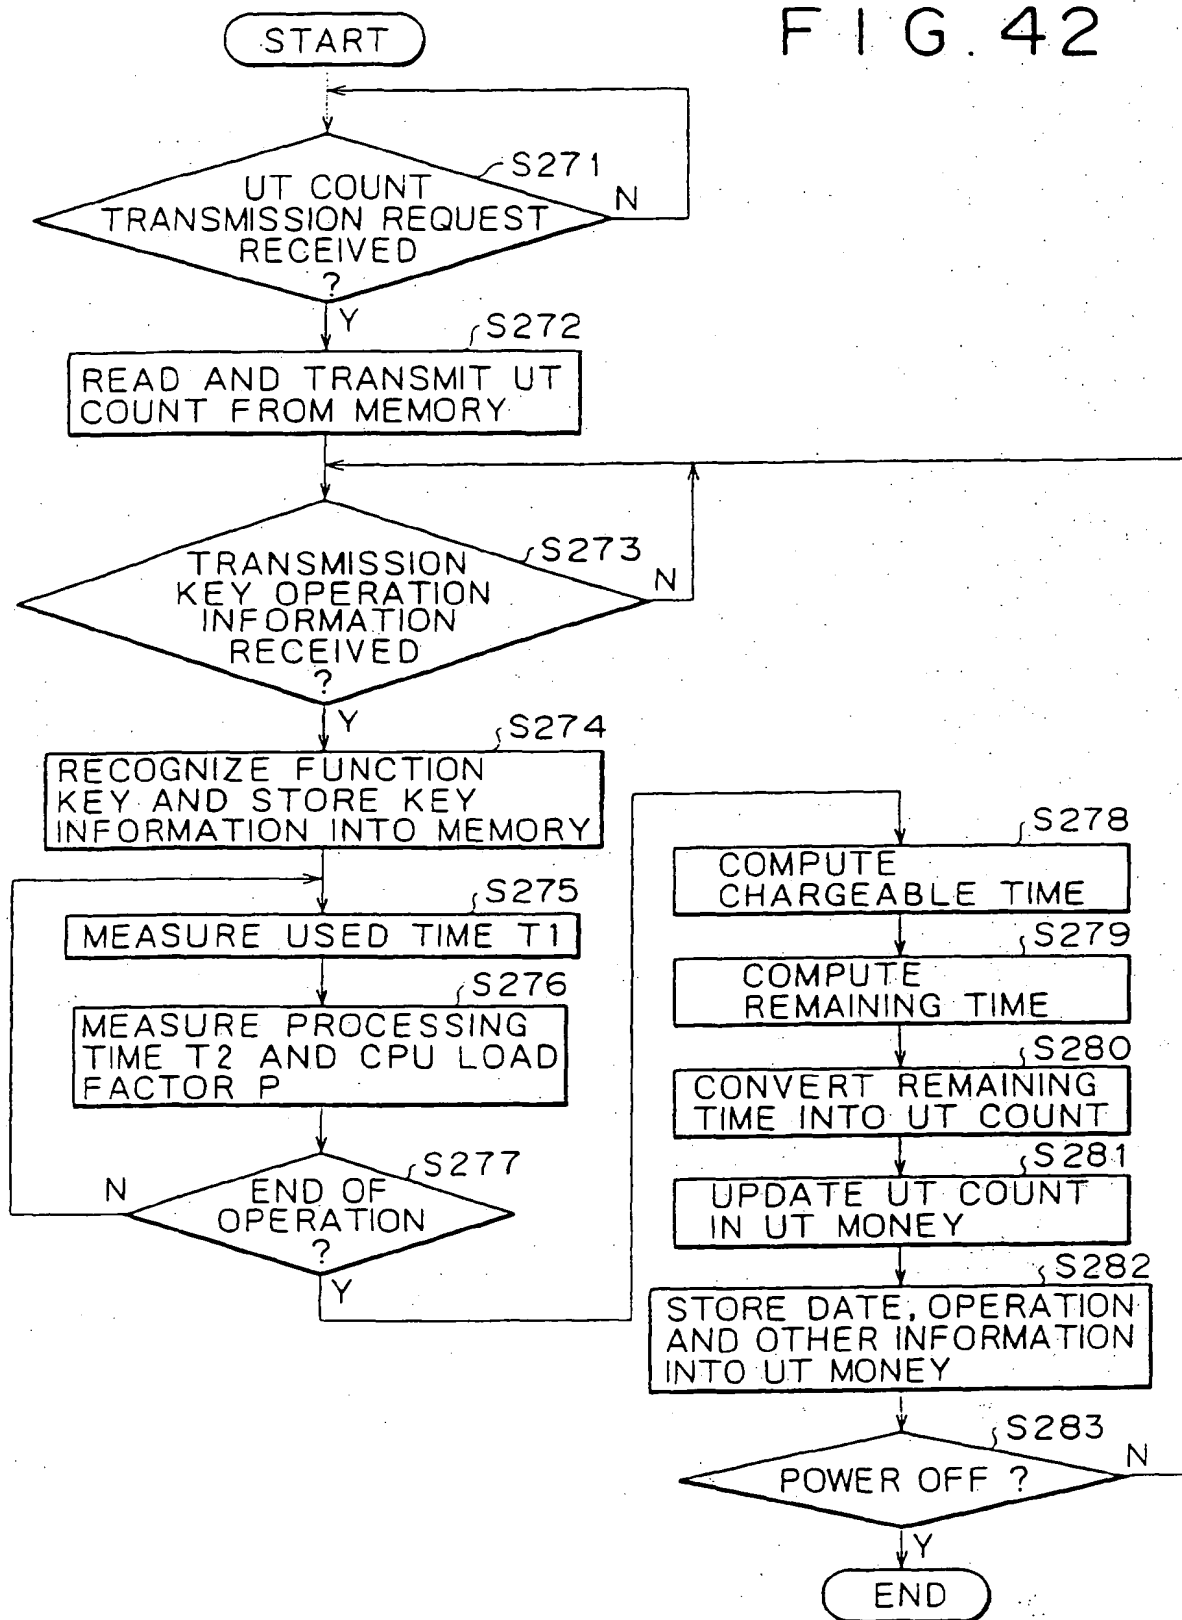 FIG. 42
START
S271
UT COUNT
TRANSMISSION REQUEST
RECEIVED
?
N
Y
S272
READ AND TRANSMIT UT
COUNT FROM MEMORY
S273
TRANSMISSION
KEY OPERATION
INFORMATION
RECEIVED
?
N
Y
S274
RECOGNIZE FUNCTION
KEY AND STORE KEY
INFORMATION INTO MEMORY
S275
MEASURE USED TIME T1
S276
MEASURE PROCESSING
TIME T2 AND CPU LOAD
FACTOR P
S277
END OF
OPERATION
?
N
Y
S278
COMPUTE
CHARGEABLE TIME
S279
COMPUTE
REMAINING TIME
S280
CONVERT REMAINING
TIME INTO UT COUNT
S281
UPDATE UT COUNT
IN UT MONEY
S282
STORE DATE, OPERATION
AND OTHER INFORMATION
INTO UT MONEY
S283
POWER OFF ?
N
Y
END